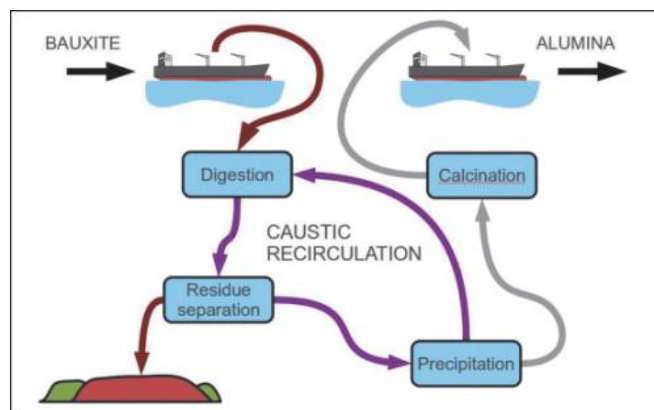 BAUXITE
ALUMINA
Digestion
Calcination
CAUSTIC
RECIRCULATION
Residue
separation
Precipitation